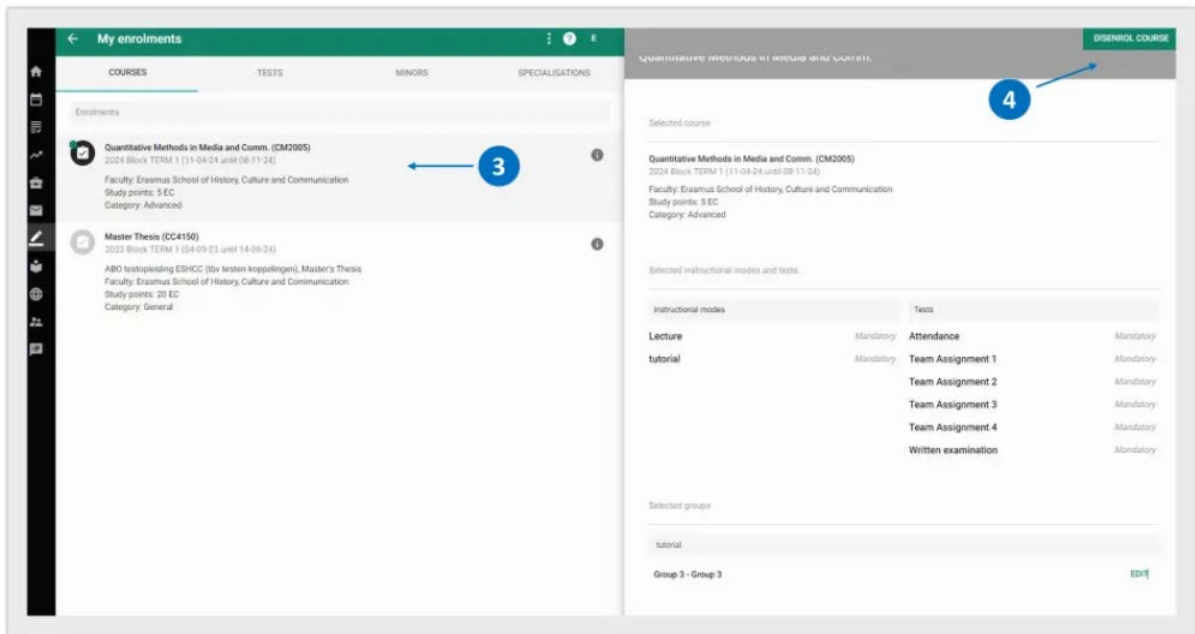 My enrolments
E
COURSES
TESTS
MINORS
SPECIALISATIONS
Enrolments
Quantitative Methods in Media and Comm. (CM2005)
2024 Block TERM 1 (11-04-24 until 08-11-24)
Faculty: Erasmus School of History, Culture and Communication
Study points: 5 EC
Category: Advanced
3
Master Thesis (CC4150)
2023 Block TERM 1 (04-09-23 until 14-06-24)
ABO testopleiding ESHCC (tbv testen koppelingen), Master's Thesis
Faculty: Erasmus School of History, Culture and Communication
Study points: 20 EC
Category: General
DISENROL COURSE
Quantitative Methods in Media and Comm.
4
Selected course
Quantitative Methods in Media and Comm. (CM2005)
2024 Block TERM 1 (11-04-24 until 08-11-24)
Faculty: Erasmus School of History, Culture and Communication
Study points: 5 EC
Category: Advanced
Selected instructional modes and tests
Instructional modes
Tests
Lecture Mandatory
Attendance Mandatory
tutorial Mandatory
Team Assignment 1 Mandatory
Team Assignment 2 Mandatory
Team Assignment 3 Mandatory
Team Assignment 4 Mandatory
Written examination Mandatory
Selected groups
tutorial
Group 3 - Group 3 EDIT